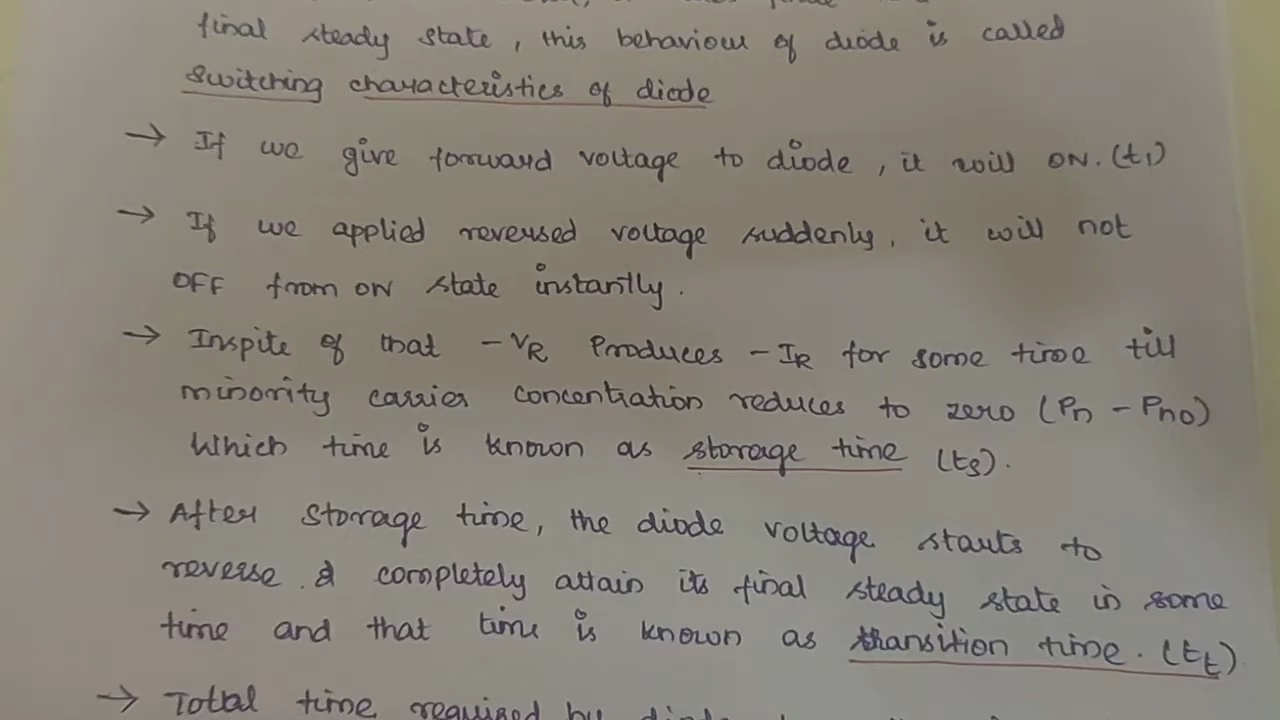 final steady state, this behaviour of diode is called
switching characteristics of diode
→ If we give forward voltage to diode, it will ON. (t₁)
→ If we applied reversed voltage suddenly, it will not
OFF from ON state instantly.
→ Inspite of that -VR Produces -IR for some time till
minority carrier concentration reduces to zero (Pn - Pn0)
Which time is known as storage time (ts).
→ After storage time, the diode voltage starts to
reverse & completely attain its final steady state in some
time and that time is known as transition time. (tt)
→ Total time required by